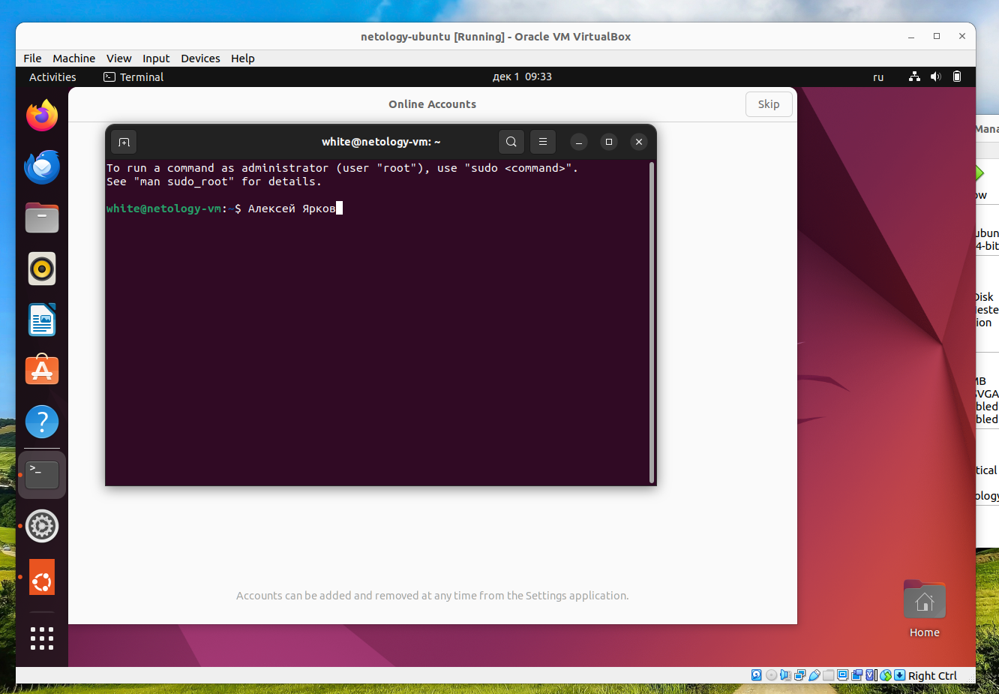 netology-ubuntu [Running] - Oracle VM VirtualBox
File Machine View Input Devices Help
Activities Terminal дек 1 09:33 ru
Online Accounts Skip
white@netology-vm: ~
To run a command as administrator (user "root"), use "sudo <command>".
See "man sudo_root" for details.
white@netology-vm:~$ Алексей Ярков
Accounts can be added and removed at any time from the Settings application.
Home
Right Ctrl
Mana
ow
ubun
4-bit
Disk
este
ion
MB
SVGA
bled
bled
tical
ology